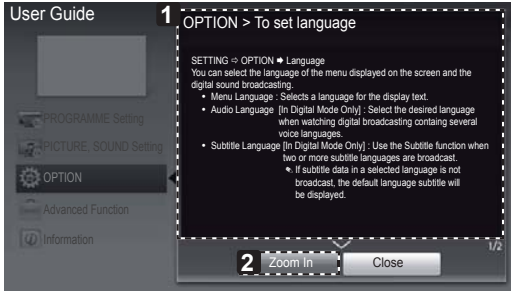 User Guide
PROGRAMME Setting
PICTURE, SOUND Setting
OPTION
Advanced Function
Information
1
OPTION > To set language
SETTING ⇨ OPTION ➡ Language
You can select the language of the menu displayed on the screen and the
digital sound broadcasting.
• Menu Language : Selects a language for the display text.
• Audio Language [In Digital Mode Only] : Select the desired language
when watching digital broadcasting containg several
voice languages.
• Subtitle Language [In Digital Mode Only] : Use the Subtitle function when
two or more subtitle languages are broadcast.
If subtitle data in a selected language is not
broadcast, the default language subtitle will
be displayed.
1/2
2
Zoom In
Close